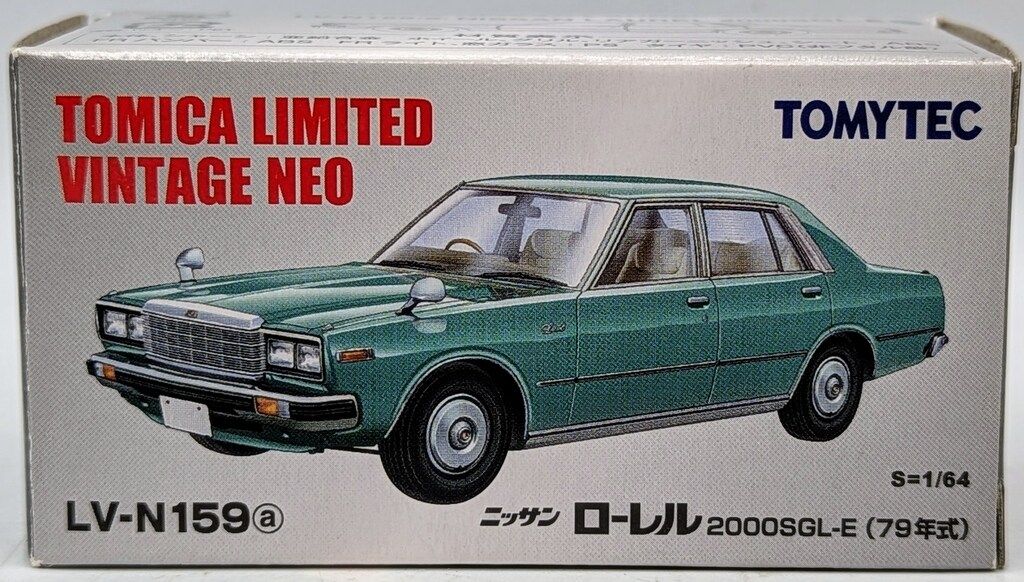 TOMICA LIMITED
VINTAGE NEO
TOMYTEC
S=1/64
LV-N159ⓐ
ニッサン ローレル 2000SGL-E (79年式)